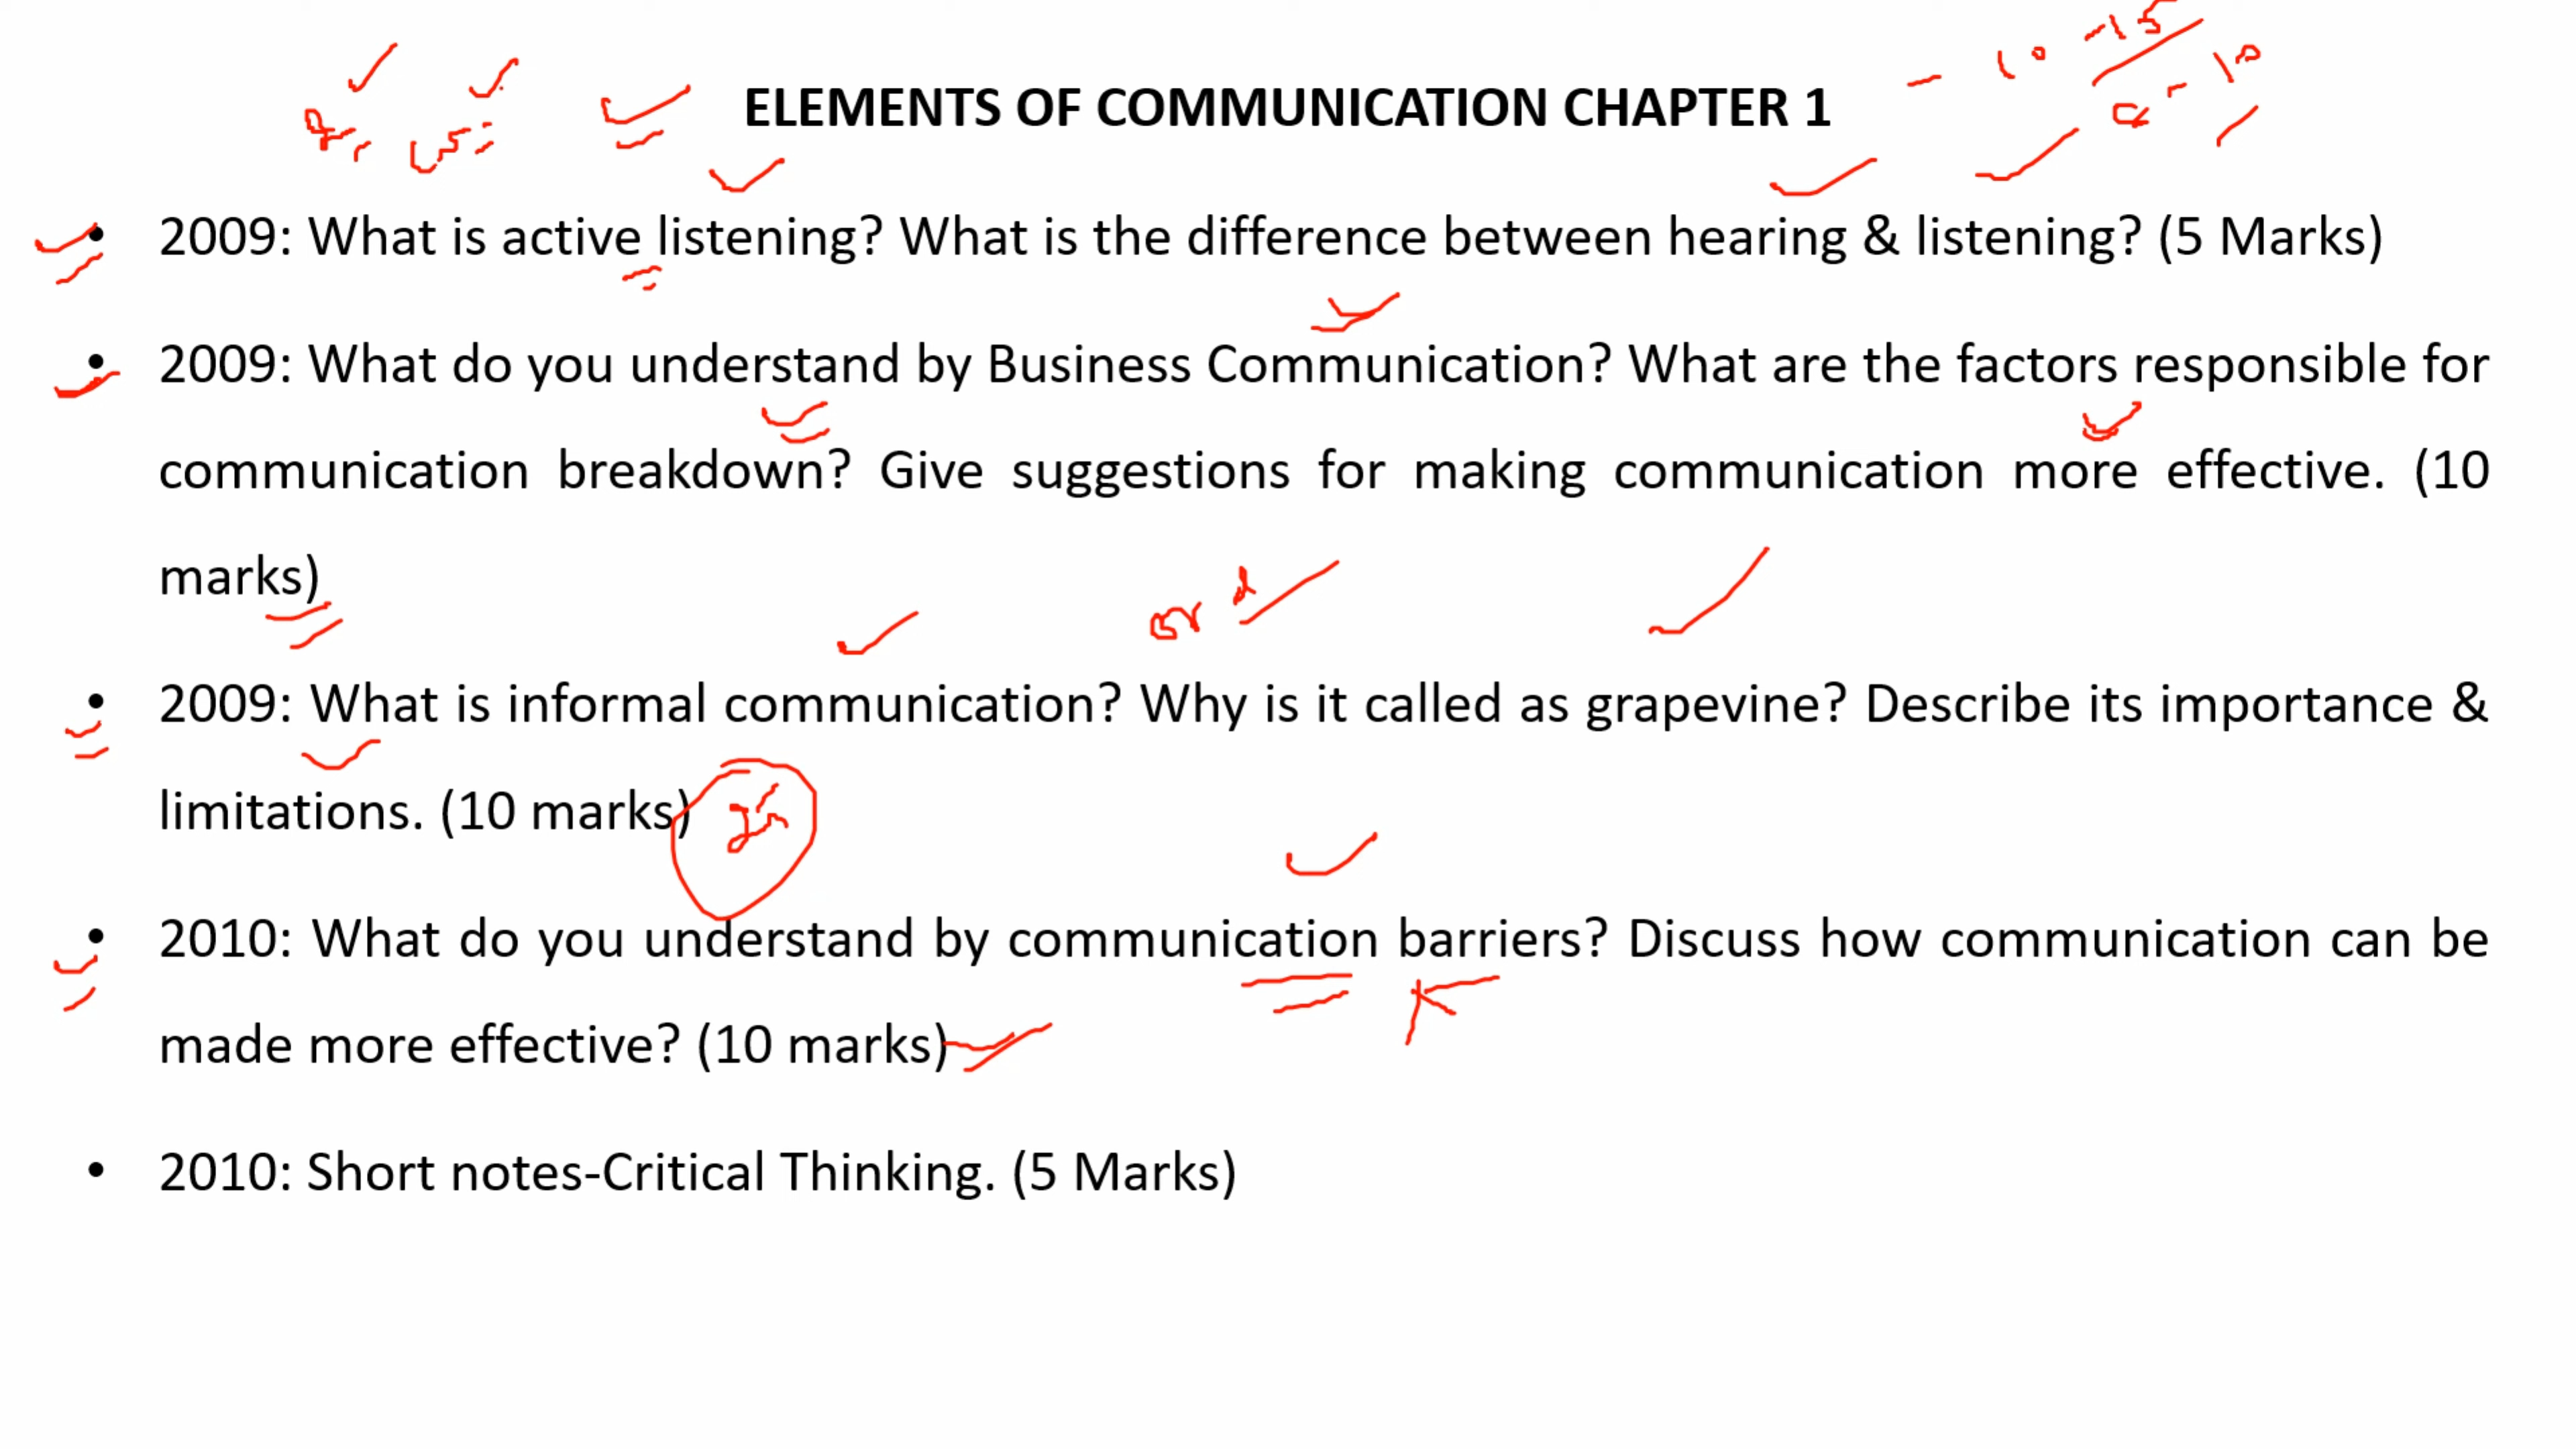 ELEMENTS OF COMMUNICATION CHAPTER 1
• 2009: What is active listening? What is the difference between hearing & listening? (5 Marks)
• 2009: What do you understand by Business Communication? What are the factors responsible for
communication breakdown? Give suggestions for making communication more effective. (10
marks)
• 2009: What is informal communication? Why is it called as grapevine? Describe its importance &
limitations. (10 marks)
• 2010: What do you understand by communication barriers? Discuss how communication can be
made more effective? (10 marks)
• 2010: Short notes-Critical Thinking. (5 Marks)